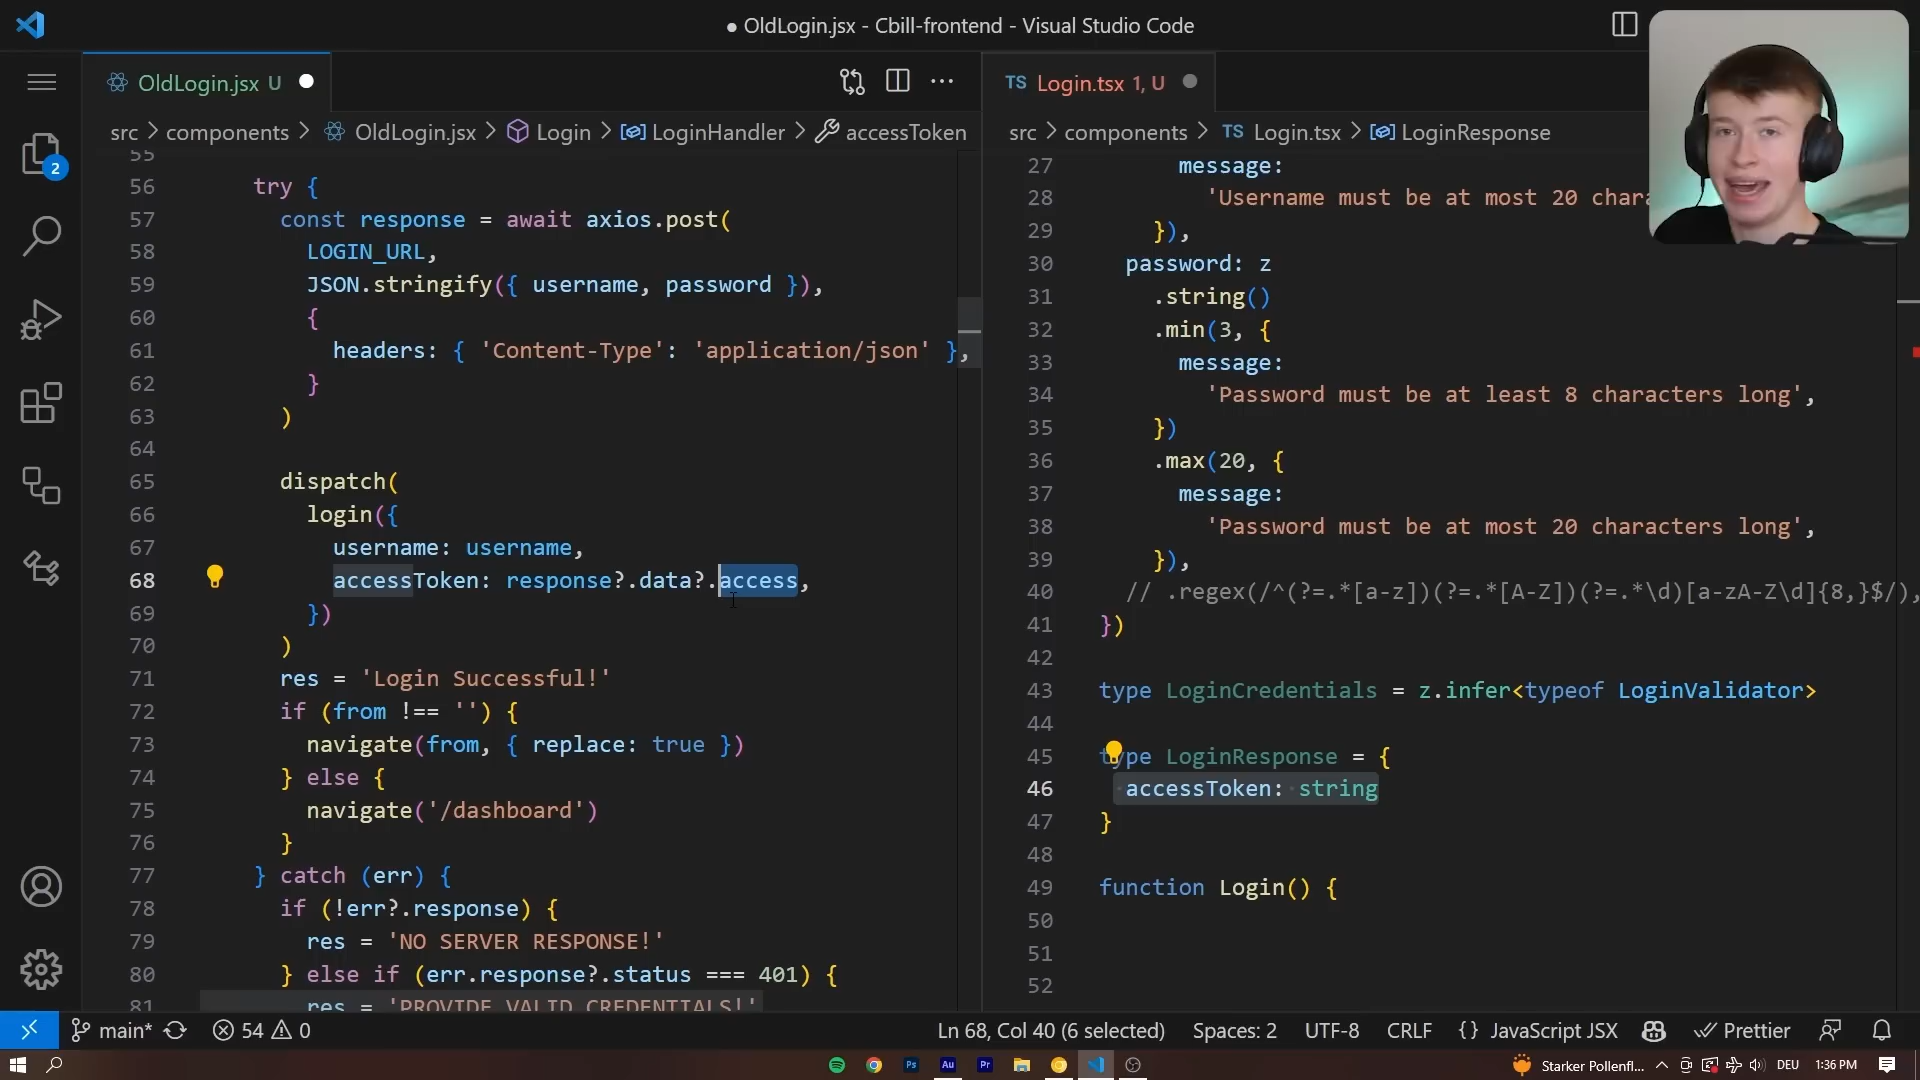 ● OldLogin.jsx - Cbill-frontend - Visual Studio Code
OldLogin.jsx U
src > components > OldLogin.jsx > Login > LoginHandler > accessToken
55
56 try {
57 const response = await axios.post(
58 LOGIN_URL,
59 JSON.stringify({ username, password }),
60 {
61 headers: { 'Content-Type': 'application/json' },
62 }
63 )
64
65 dispatch(
66 login({
67 username: username,
68 accessToken: response?.data?.access,
69 })
70 )
71 res = 'Login Successful!'
72 if (from !== '') {
73 navigate(from, { replace: true })
74 } else {
75 navigate('/dashboard')
76 }
77 } catch (err) {
78 if (!err?.response) {
79 res = 'NO SERVER RESPONSE!'
80 } else if (err.response?.status === 401) {
81 res = 'PROVIDE VALID CREDENTIALS!'
TS Login.tsx 1, U
src > components > TS Login.tsx > LoginResponse
27 message:
28 'Username must be at most 20 chara
29 }),
30 password: z
31 .string()
32 .min(3, {
33 message:
34 'Password must be at least 8 characters long',
35 })
36 .max(20, {
37 message:
38 'Password must be at most 20 characters long',
39 }),
40 // .regex(/^(?=.*[a-z])(?=.*[A-Z])(?=.*\d)[a-zA-Z\d]{8,}$/),
41 })
42
43 type LoginCredentials = z.infer<typeof LoginValidator>
44
45 type LoginResponse = {
46 accessToken: string
47 }
48
49 function Login() {
50
51
52
2
main* 54 0
Ln 68, Col 40 (6 selected) Spaces: 2 UTF-8 CRLF {} JavaScript JSX Prettier
Ps Au Pr
Starker Pollenfl... DEU 1:36 PM